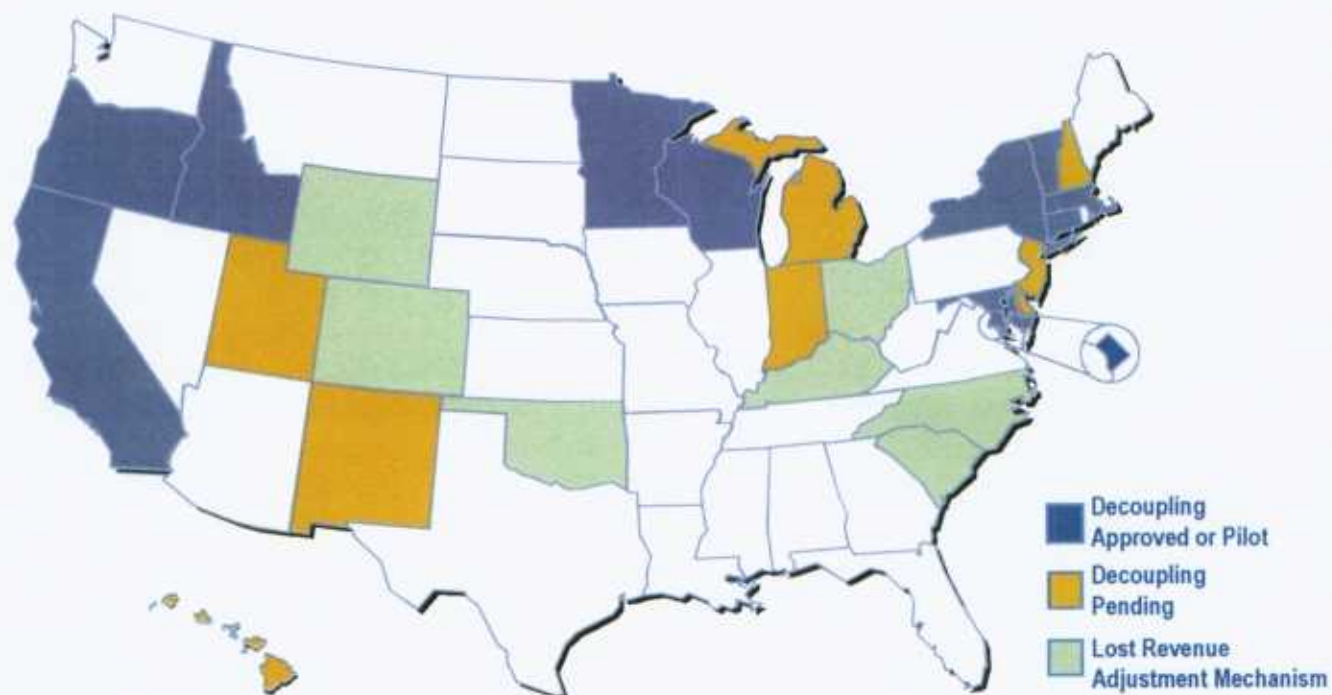 Decoupling
Approved or Pilot
Decoupling
Pending
Lost Revenue
Adjustment Mechanism